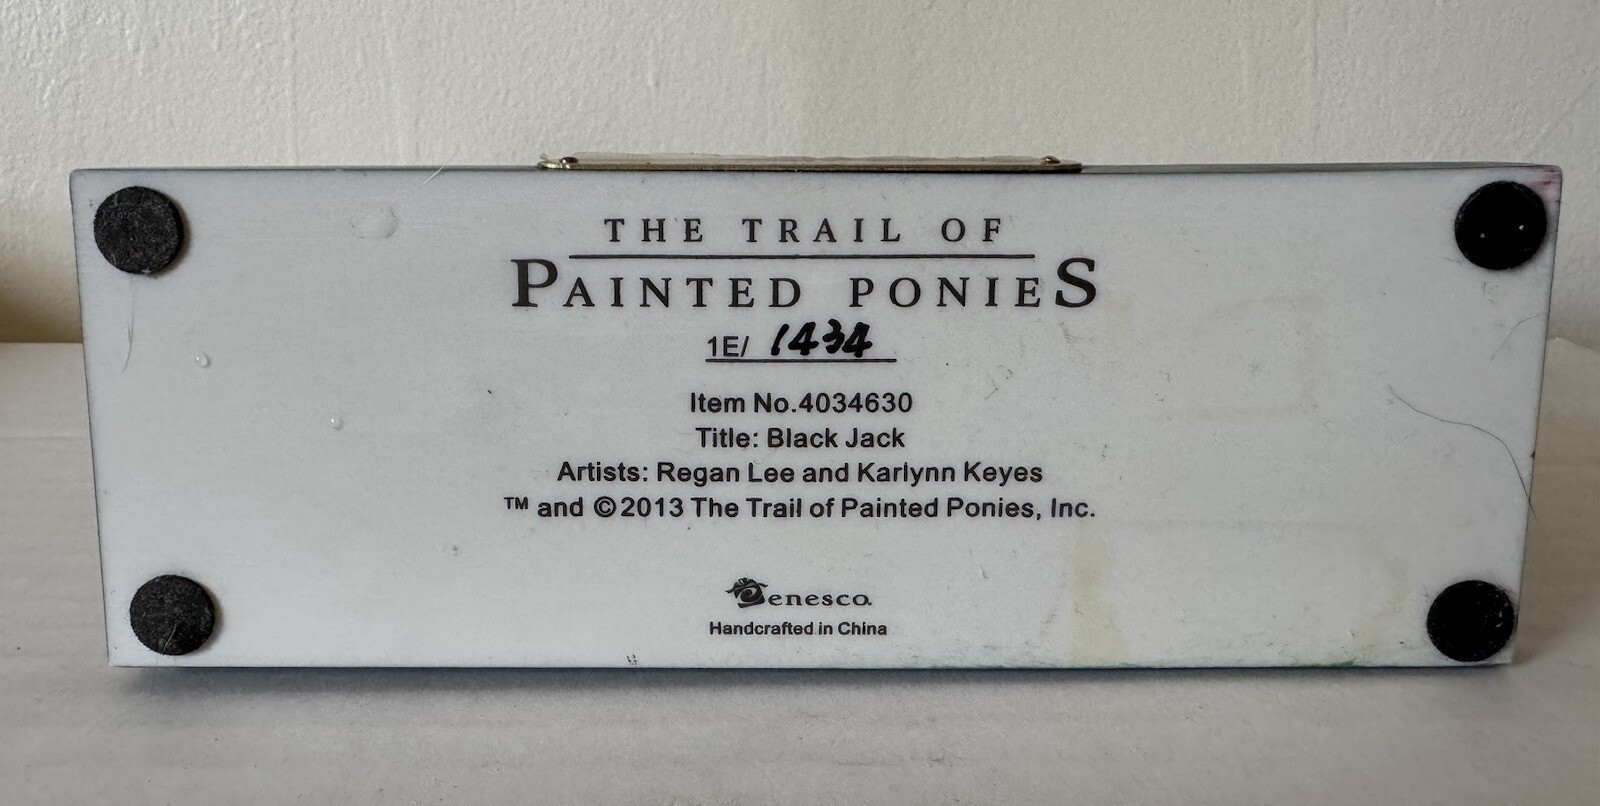 THE TRAIL OF
PAINTED PONIES
1E/ 1434
Item No.4034630
Title: Black Jack
Artists: Regan Lee and Karlynn Keyes
™ and ©2013 The Trail of Painted Ponies, Inc.
enesco.
Handcrafted in China